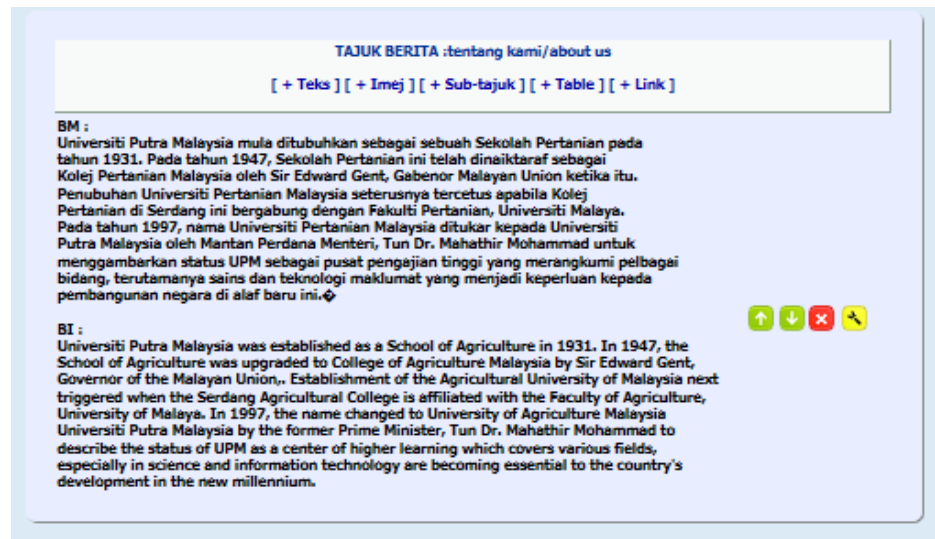 TAJUK BERITA :tentang kami/about us
[ + Teks ] [ + Imej ] [ + Sub-tajuk ] [ + Table ] [ + Link ]
BM :
Universiti Putra Malaysia mula ditubuhkan sebagai sebuah Sekolah Pertanian pada
tahun 1931. Pada tahun 1947, Sekolah Pertanian ini telah dinaiktaraf sebagai
Kolej Pertanian Malaysia oleh Sir Edward Gent, Gabenor Malayan Union ketika itu.
Penubuhan Universiti Pertanian Malaysia seterusnya tercetus apabila Kolej
Pertanian di Serdang ini bergabung dengan Fakulti Pertanian, Universiti Malaya.
Pada tahun 1997, nama Universiti Pertanian Malaysia ditukar kepada Universiti
Putra Malaysia oleh Mantan Perdana Menteri, Tun Dr. Mahathir Mohammad untuk
menggambarkan status UPM sebagai pusat pengajian tinggi yang merangkumi pelbagai
bidang, terutamanya sains dan teknologi maklumat yang menjadi keperluan kepada
pembangunan negara di alaf baru ini.�
BI :
Universiti Putra Malaysia was established as a School of Agriculture in 1931. In 1947, the
School of Agriculture was upgraded to College of Agriculture Malaysia by Sir Edward Gent,
Governor of the Malayan Union,. Establishment of the Agricultural University of Malaysia next
triggered when the Serdang Agricultural College is affiliated with the Faculty of Agriculture,
University of Malaya. In 1997, the name changed to University of Agriculture Malaysia
Universiti Putra Malaysia by the former Prime Minister, Tun Dr. Mahathir Mohammad to
describe the status of UPM as a center of higher learning which covers various fields,
especially in science and information technology are becoming essential to the country's
development in the new millennium.